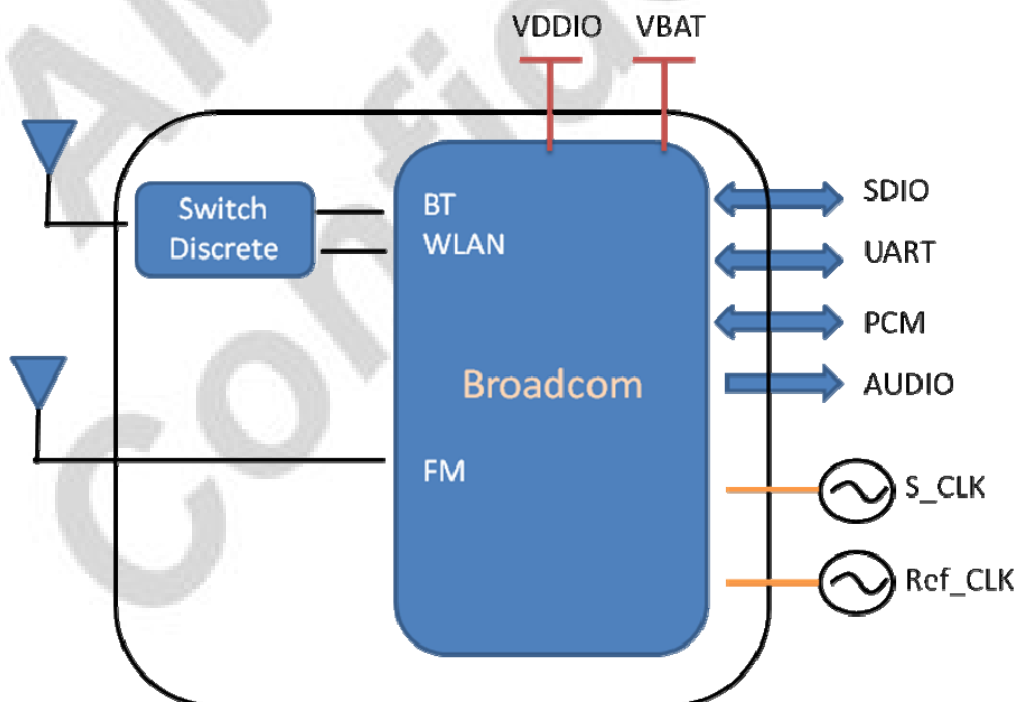 VDDIO VBAT
Switch
Discrete
BT
WLAN
Broadcom
FM
SDIO
UART
PCM
AUDIO
S_CLK
Ref_CLK